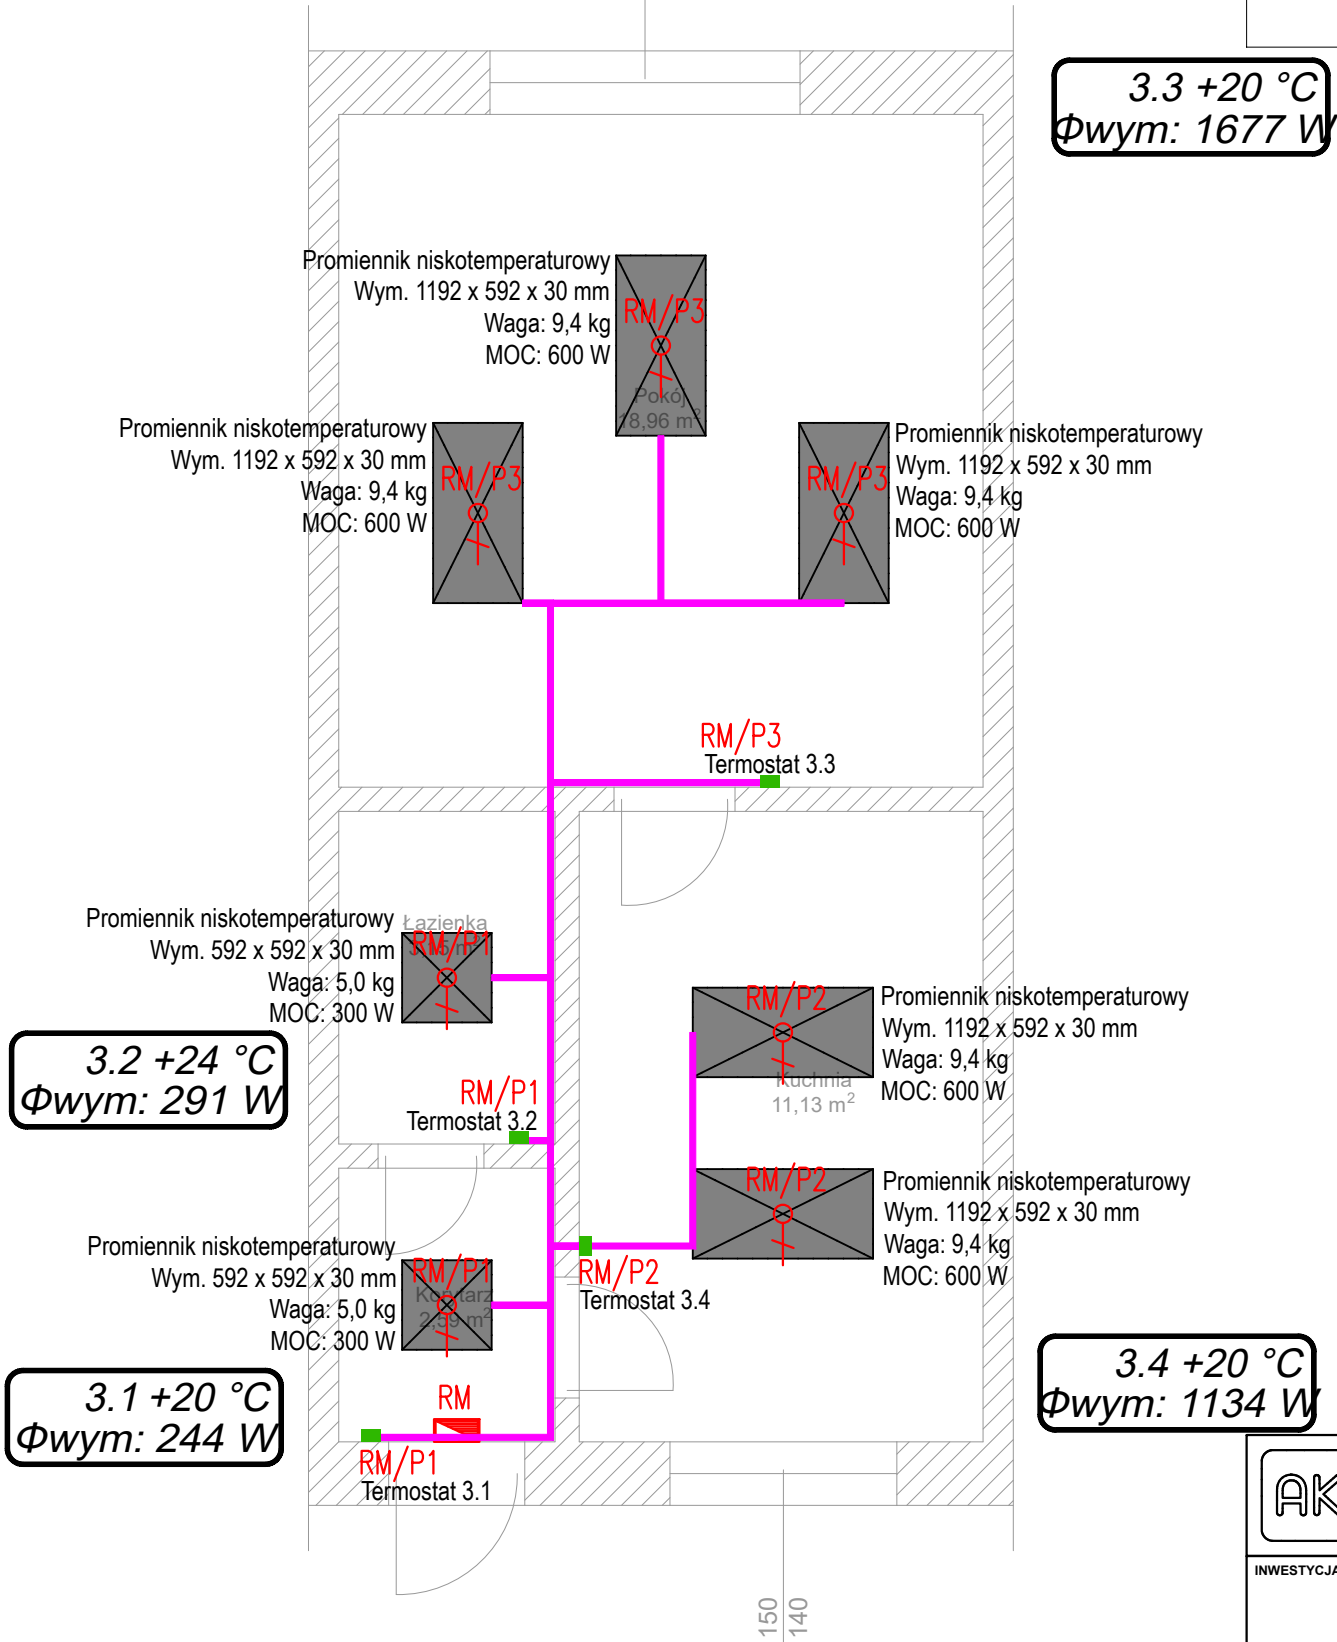 3.3 +20 °C
Φwym: 1677 W
Promiennik niskotemperaturowy
Wym. 1192 x 592 x 30 mm
Waga: 9,4 kg
MOC: 600 W
RM/P3
Pokój
18,96 m²
Promiennik niskotemperaturowy
Wym. 1192 x 592 x 30 mm
Waga: 9,4 kg
MOC: 600 W
RM/P3
RM/P3
Promiennik niskotemperaturowy
Wym. 1192 x 592 x 30 mm
Waga: 9,4 kg
MOC: 600 W
RM/P3
Termostat 3.3
Promiennik niskotemperaturowy
Wym. 592 x 592 x 30 mm
Waga: 5,0 kg
MOC: 300 W
Łazienka
RM/P1
3.2 +24 °C
Φwym: 291 W
RM/P1
Termostat 3.2
RM/P2
Promiennik niskotemperaturowy
Wym. 1192 x 592 x 30 mm
Waga: 9,4 kg
MOC: 600 W
Kuchnia
11,13 m²
RM/P2
Promiennik niskotemperaturowy
Wym. 1192 x 592 x 30 mm
Waga: 9,4 kg
MOC: 600 W
RM/P2
Termostat 3.4
Promiennik niskotemperaturowy
Wym. 592 x 592 x 30 mm
Waga: 5,0 kg
MOC: 300 W
RM/P1
Korytarz
2,59 m²
3.1 +20 °C
Φwym: 244 W
RM
RM/P1
Termostat 3.1
3.4 +20 °C
Φwym: 1134 W
AK
INWESTYCJA
150
140